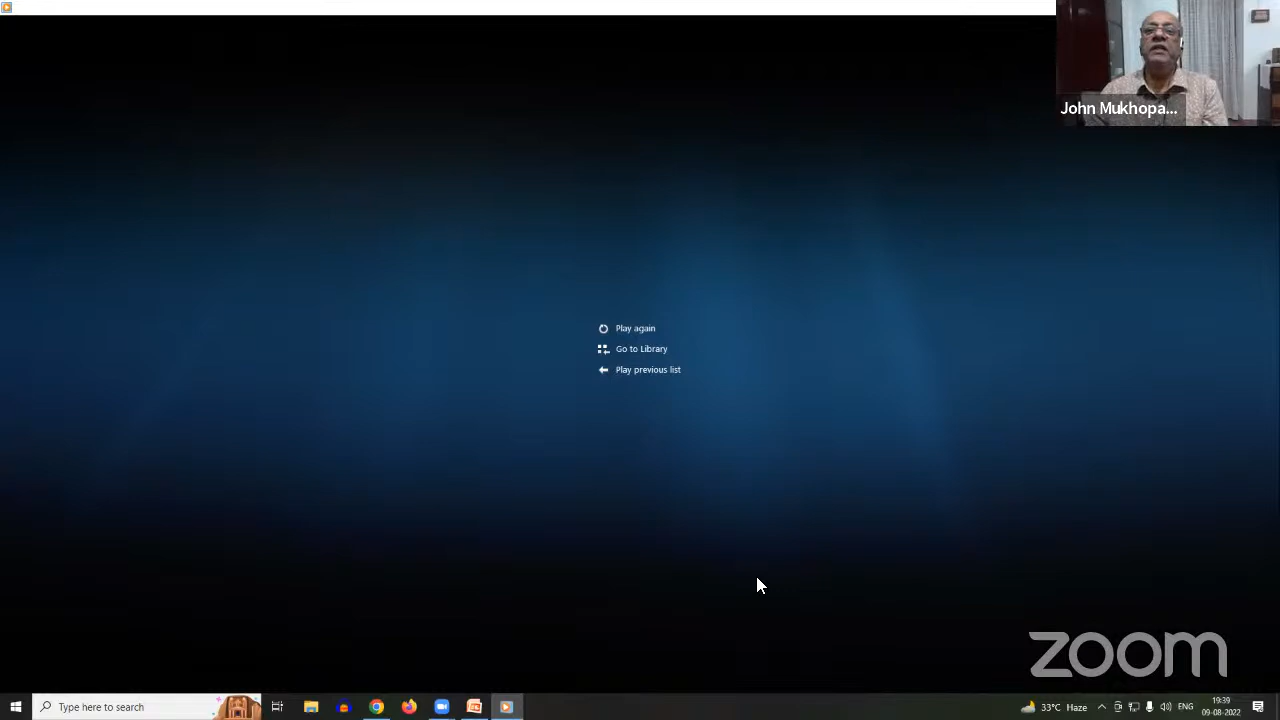 John Mukhopa...
Play again
Go to Library
Play previous list
zoom
Type here to search
33°C Haze
ENG
19:39
09-08-2022